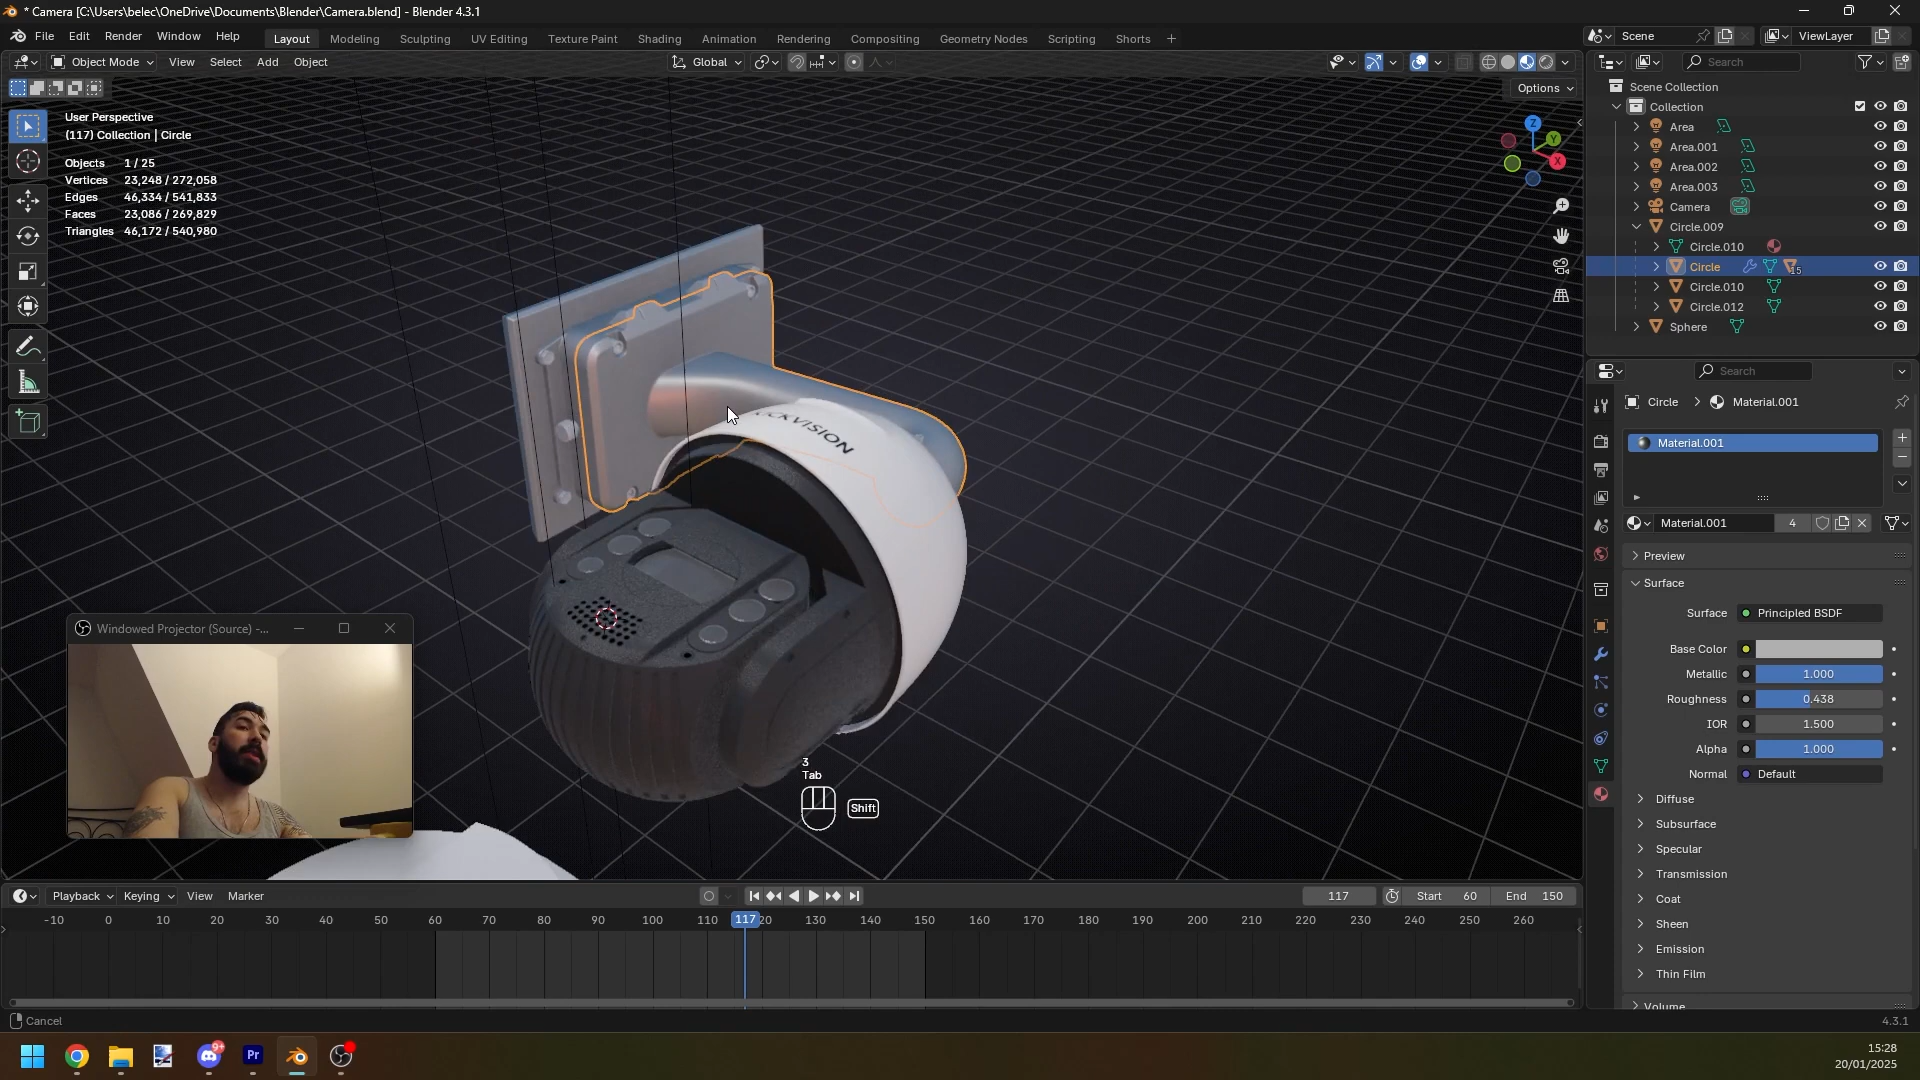 * Camera [C:\Users\belec\OneDrive\Documents\Blender\Camera.blend] - Blender 4.3.1
File Edit Render Window Help
Layout Modeling Sculpting UV Editing Texture Paint Shading Animation Rendering Compositing Geometry Nodes Scripting Shorts +
Scene
ViewLayer
Object Mode View Select Add Object
Global
Options
Search
User Perspective
(117) Collection | Circle
Objects 1 / 25
Vertices 23,248 / 272,058
Edges 46,334 / 541,833
Faces 23,086 / 269,829
Triangles 46,172 / 540,980
Z
Y
X
Scene Collection
Collection
Area
Area.001
Area.002
Area.003
Camera
Circle.009
Circle.010
Circle
15
Circle.010
Circle.012
Sphere
Search
Circle > Material.001
Material.001
Material.001 4
Preview
Surface
Surface Principled BSDF
Base Color
Metallic 1.000
Roughness 0.438
IOR 1.500
Alpha 1.000
Normal Default
Diffuse
Subsurface
Specular
Transmission
Coat
Sheen
Emission
Thin Film
Volume
Windowed Projector (Source) -...
3
Tab
Shift
Playback Keying View Marker
117
Start 60 End 150
-10 0 10 20 30 40 50 60 70 80 90 100 110 117 20 130 140 150 160 170 180 190 200 210 220 230 240 250 260
Cancel
4.3.1
9+
Pr
15:28
20/01/2025